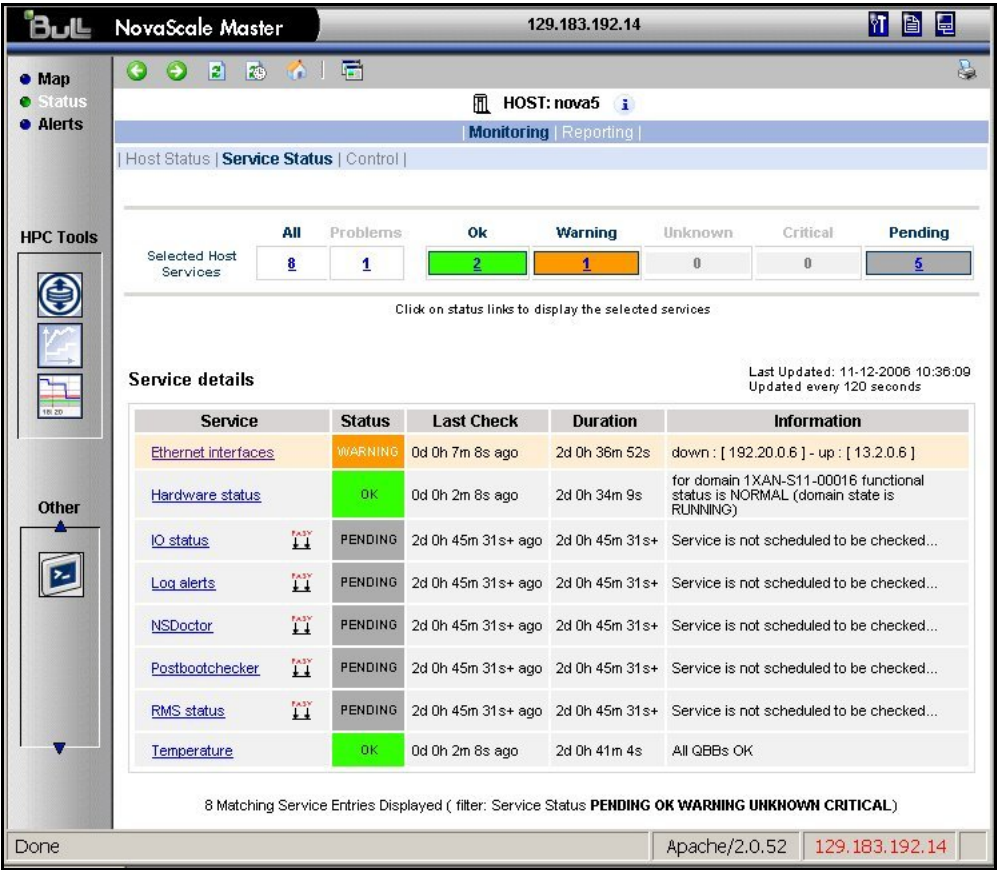 Bull NovaScale Master 129.183.192.14
Map
Status
Alerts
HOST: nova5 i
| Monitoring | Reporting |
| Host Status | Service Status | Control |
HPC Tools
All Problems Ok Warning Unknown Critical Pending
Selected Host Services 8 1 2 1 0 0 5
Click on status links to display the selected services
Service details
Last Updated: 11-12-2006 10:36:09
Updated every 120 seconds
Service Status Last Check Duration Information
Ethernet interfaces WARNING 0d 0h 7m 8s ago 2d 0h 36m 52s down : [ 192.20.0.6 ] - up : [ 13.2.0.6 ]
Hardware status OK 0d 0h 2m 8s ago 2d 0h 34m 9s for domain 1XAN-S11-00016 functional status is NORMAL (domain state is RUNNING)
IO status PASV PENDING 2d 0h 45m 31s+ ago 2d 0h 45m 31s+ Service is not scheduled to be checked...
Log alerts PASV PENDING 2d 0h 45m 31s+ ago 2d 0h 45m 31s+ Service is not scheduled to be checked...
NSDoctor PASV PENDING 2d 0h 45m 31s+ ago 2d 0h 45m 31s+ Service is not scheduled to be checked...
Postbootchecker PASV PENDING 2d 0h 45m 31s+ ago 2d 0h 45m 31s+ Service is not scheduled to be checked...
RMS status PASV PENDING 2d 0h 45m 31s+ ago 2d 0h 45m 31s+ Service is not scheduled to be checked...
Temperature OK 0d 0h 2m 8s ago 2d 0h 41m 4s All QBBs OK
Other
8 Matching Service Entries Displayed ( filter: Service Status PENDING OK WARNING UNKNOWN CRITICAL)
Done Apache/2.0.52 129.183.192.14